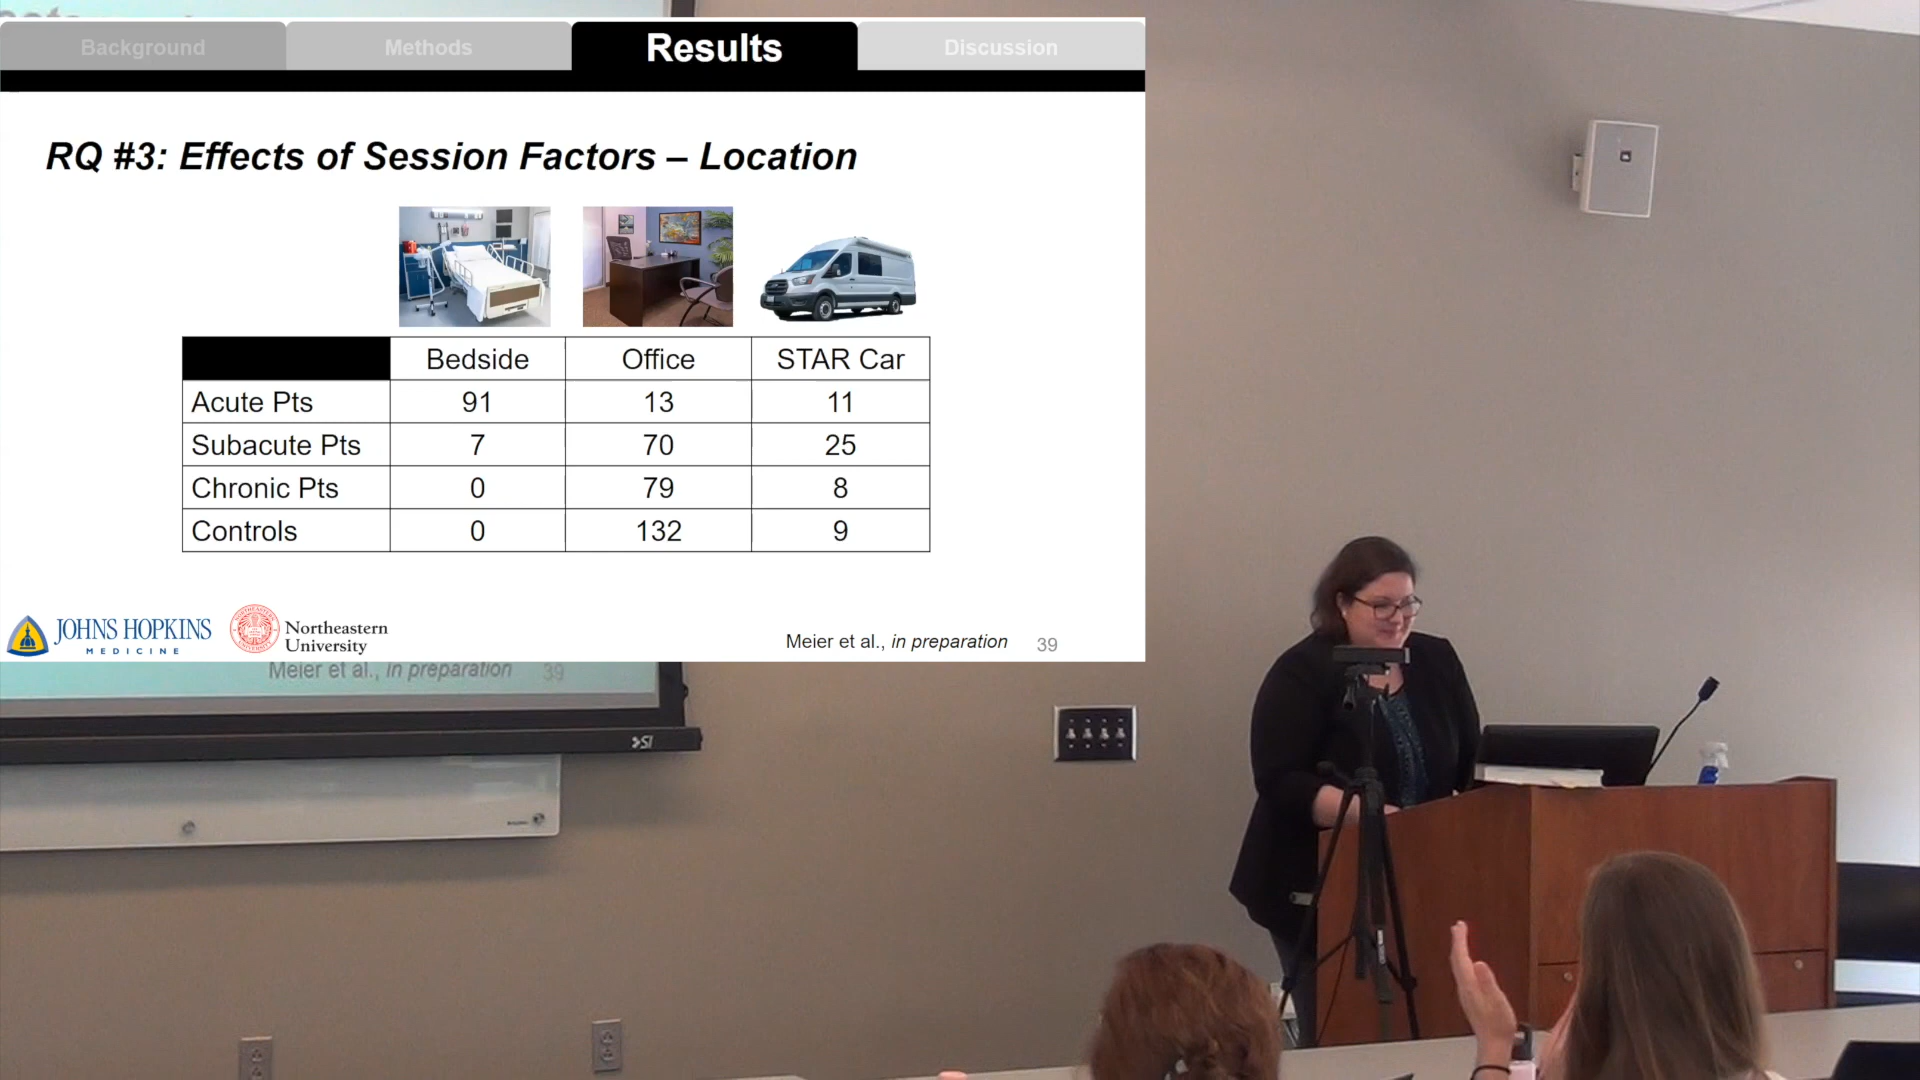 Background Methods Results Discussion
RQ #3: Effects of Session Factors – Location
Bedside Office STAR Car
Acute Pts 91 13 11
Subacute Pts 7 70 25
Chronic Pts 0 79 8
Controls 0 132 9
JOHNS HOPKINS
MEDICINE
Northeastern
University
Meier et al., in preparation 39
Meier et al., in preparation 39
SI